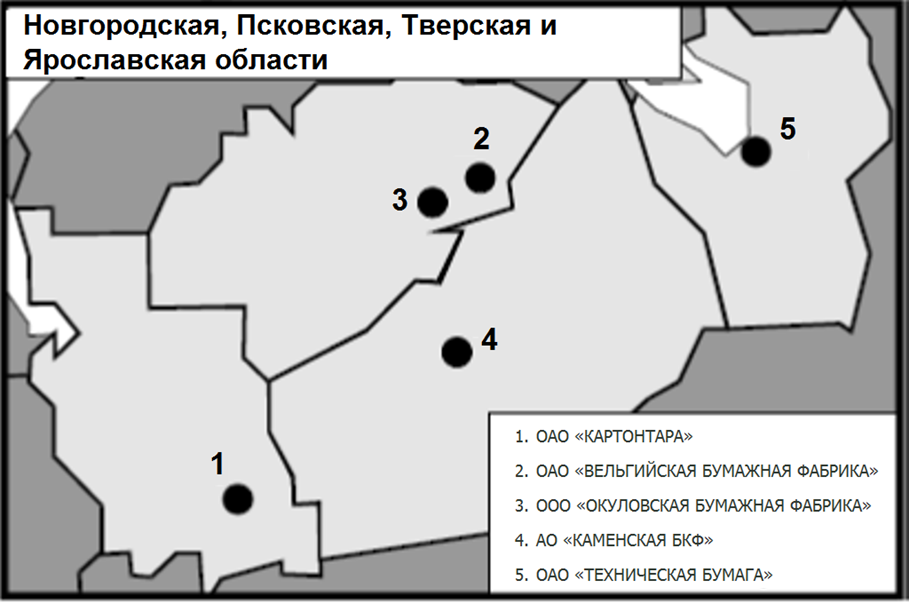 Новгородская, Псковская, Тверская и
Ярославская области
5
2
3
4
1
1. ОАО «КАРТОНТАРА»
2. ОАО «ВЕЛЬГИЙСКАЯ БУМАЖНАЯ ФАБРИКА»
3. ООО «ОКУЛОВСКАЯ БУМАЖНАЯ ФАБРИКА»
4. АО «КАМЕНСКАЯ БКФ»
5. ОАО «ТЕХНИЧЕСКАЯ БУМАГА»